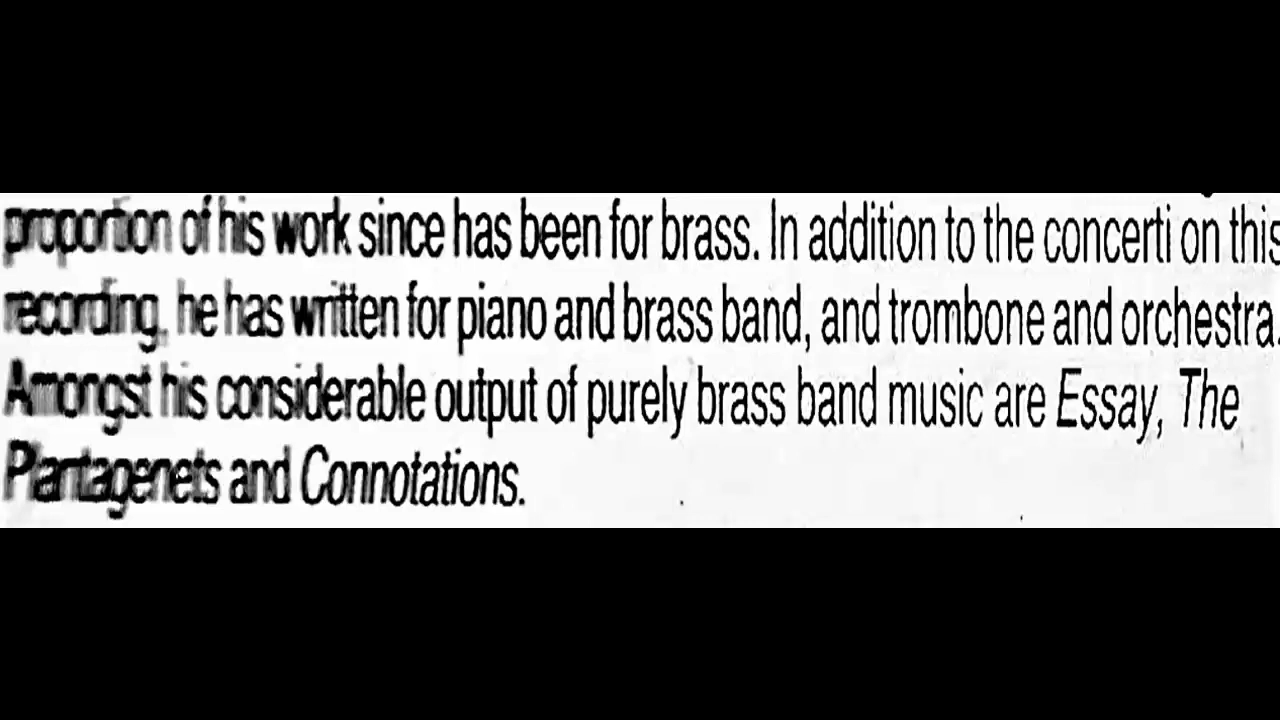 proportion of his work since has been for brass. In addition to the concerti on this
recording, he has written for piano and brass band, and trombone and orchestra.
Amongst his considerable output of purely brass band music are Essay, The
Plantagenets and Connotations.